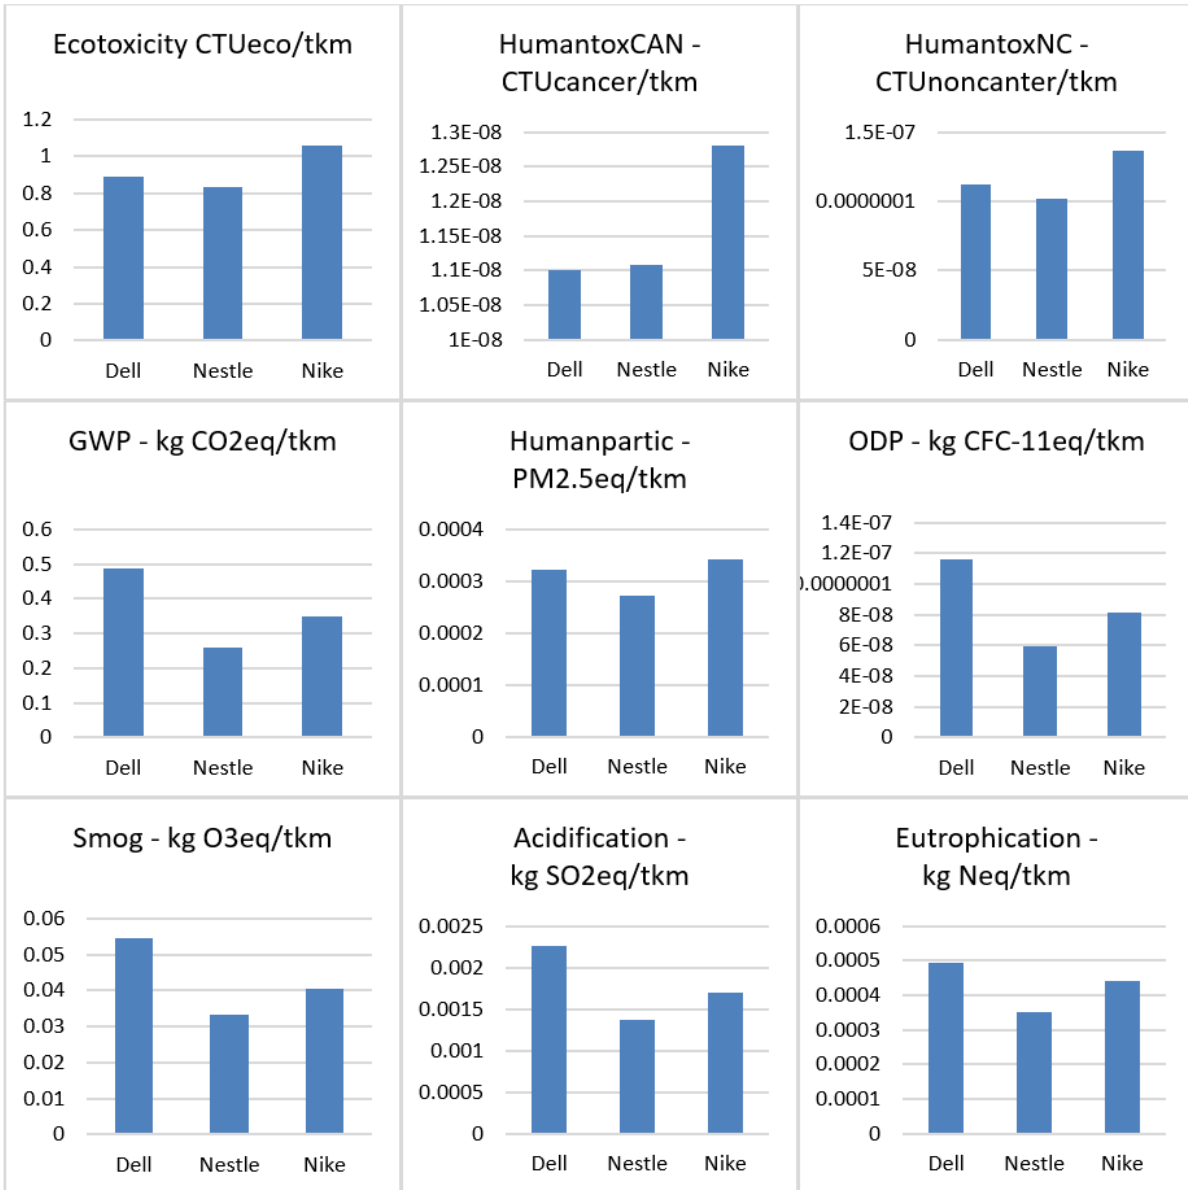 Ecotoxicity CTUeco/tkm
1.2
1
0.8
0.6
0.4
0.2
0
Dell Nestle Nike
HumantoxCAN -
CTUcancer/tkm
1.3E-08
1.25E-08
1.2E-08
1.15E-08
1.1E-08
1.05E-08
1E-08
Dell Nestle Nike
HumantoxNC -
CTUnoncanter/tkm
1.5E-07
0.0000001
5E-08
0
Dell Nestle Nike
GWP - kg CO2eq/tkm
0.6
0.5
0.4
0.3
0.2
0.1
0
Dell Nestle Nike
Humanpartic -
PM2.5eq/tkm
0.0004
0.0003
0.0002
0.0001
0
Dell Nestle Nike
ODP - kg CFC-11eq/tkm
1.4E-07
1.2E-07
0.0000001
8E-08
6E-08
4E-08
2E-08
0
Dell Nestle Nike
Smog - kg O3eq/tkm
0.06
0.05
0.04
0.03
0.02
0.01
0
Dell Nestle Nike
Acidification -
kg SO2eq/tkm
0.0025
0.002
0.0015
0.001
0.0005
0
Dell Nestle Nike
Eutrophication -
kg Neq/tkm
0.0006
0.0005
0.0004
0.0003
0.0002
0.0001
0
Dell Nestle Nike